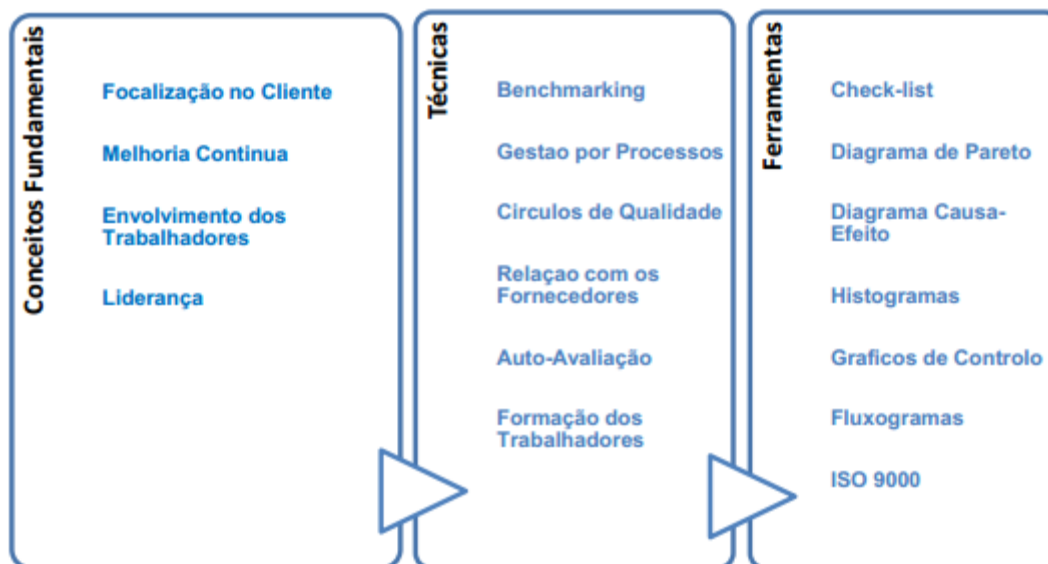 Conceitos Fundamentais
Focalização no Cliente
Melhoria Continua
Envolvimento dos
Trabalhadores
Liderança
Técnicas
Benchmarking
Gestao por Processos
Circulos de Qualidade
Relaçao com os
Fornecedores
Auto-Avaliação
Formação dos
Trabalhadores
Ferramentas
Check-list
Diagrama de Pareto
Diagrama Causa-
Efeito
Histogramas
Graficos de Controlo
Fluxogramas
ISO 9000